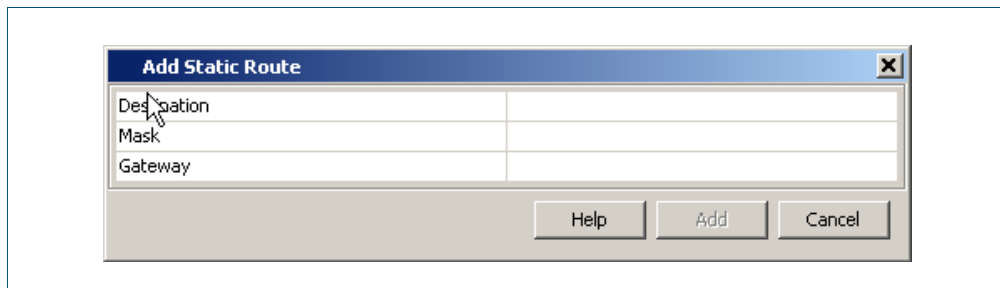 Add Static Route
Destination
Mask
Gateway
Help Add Cancel